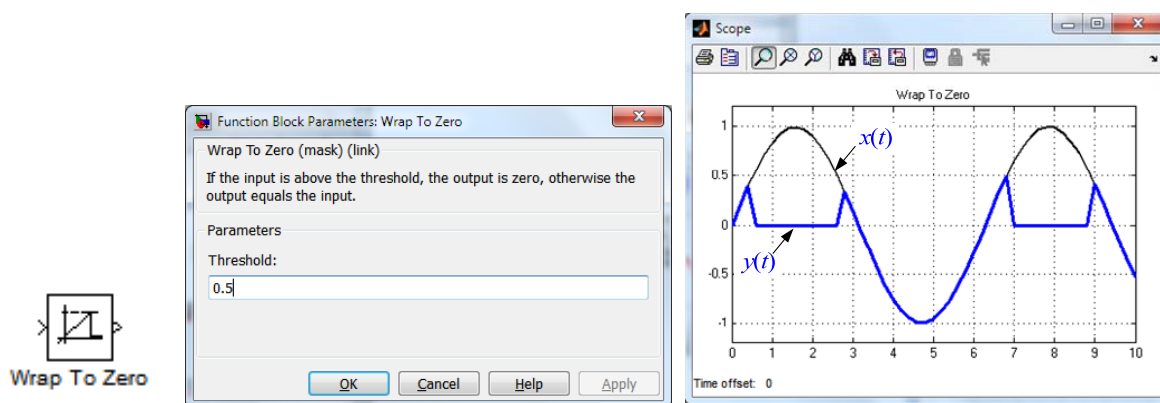 Wrap To Zero
Function Block Parameters: Wrap To Zero
Wrap To Zero (mask) (link)
If the input is above the threshold, the output is zero, otherwise the
output equals the input.
Parameters
Threshold:
0.5
OK Cancel Help Apply
Scope
Wrap To Zero
1
0.5
0
-0.5
-1
x(t)
y(t)
0 1 2 3 4 5 6 7 8 9 10
Time offset: 0